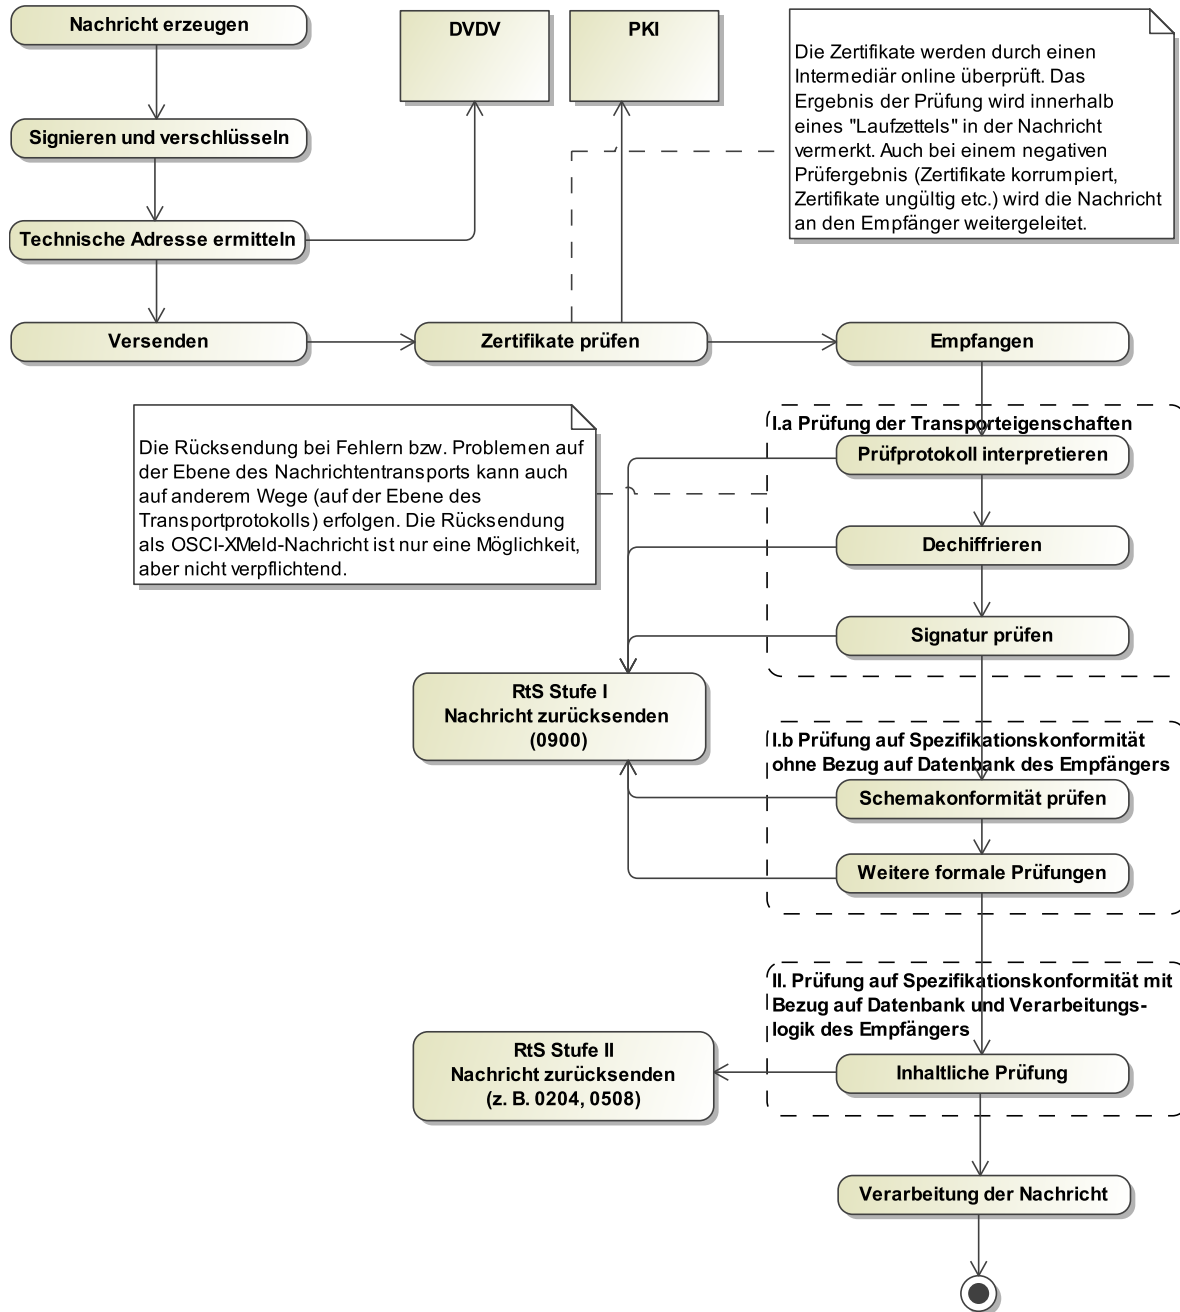 Nachricht erzeugen
DVDV
PKI
Die Zertifikate werden durch einen
Intermediär online überprüft. Das
Ergebnis der Prüfung wird innerhalb
eines "Laufzettels" in der Nachricht
vermerkt. Auch bei einem negativen
Prüfergebnis (Zertifikate korrumpiert,
Zertifikate ungültig etc.) wird die Nachricht
an den Empfänger weitergeleitet.
Signieren und verschlüsseln
Technische Adresse ermitteln
Versenden
Zertifikate prüfen
Empfangen
Die Rücksendung bei Fehlern bzw. Problemen auf
der Ebene des Nachrichtentransports kann auch
auf anderem Wege (auf der Ebene des
Transportprotokolls) erfolgen. Die Rücksendung
als OSCI-XMeld-Nachricht ist nur eine Möglichkeit,
aber nicht verpflichtend.
I.a Prüfung der Transporteigenschaften
Prüfprotokoll interpretieren
Dechiffrieren
Signatur prüfen
RtS Stufe I
Nachricht zurücksenden
(0900)
I.b Prüfung auf Spezifikationskonformität
ohne Bezug auf Datenbank des Empfängers
Schemakonformität prüfen
Weitere formale Prüfungen
II. Prüfung auf Spezifikationskonformität mit
Bezug auf Datenbank und Verarbeitungs-
logik des Empfängers
RtS Stufe II
Nachricht zurücksenden
(z. B. 0204, 0508)
Inhaltliche Prüfung
Verarbeitung der Nachricht